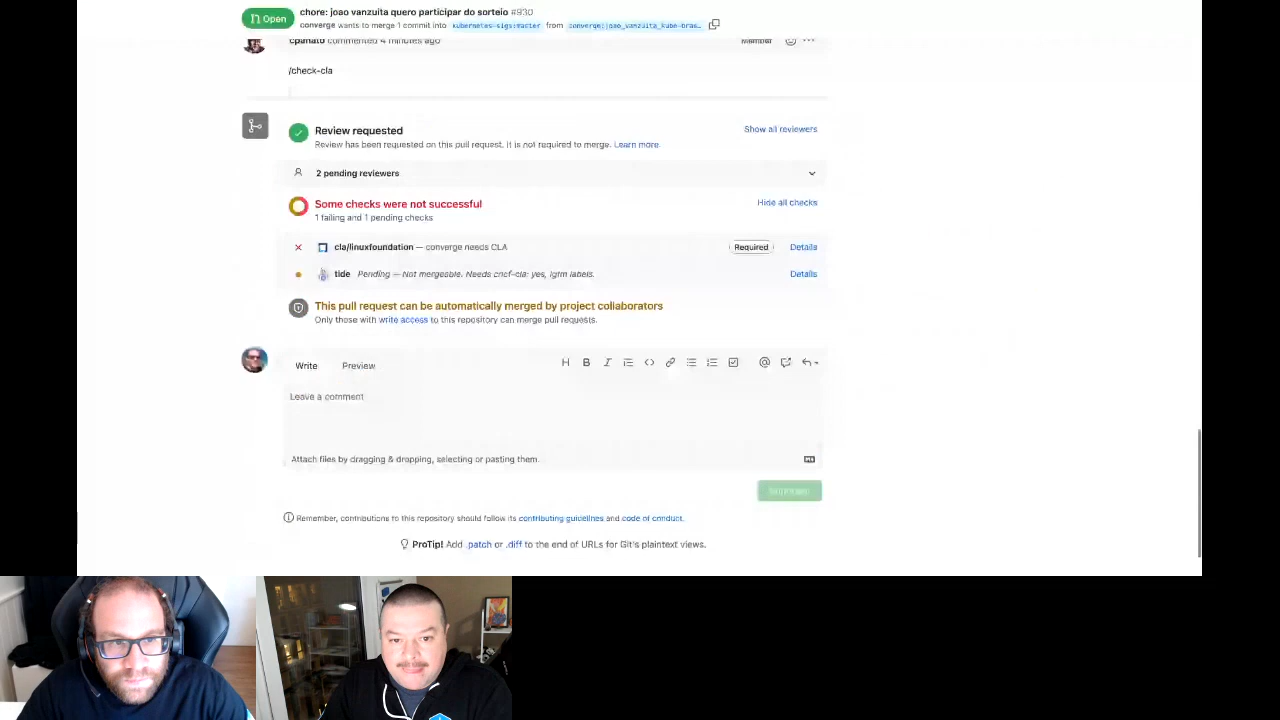 Open
chore: joao vanzuita quero participar do sorteio #930
converge wants to merge 1 commit into kubernetes-sigs:master from converge:joao_vanzuita_kube-bras…
cpanato commented 4 minutes ago Member
/check-cla
Review requested Show all reviewers
Review has been requested on this pull request. It is not required to merge. Learn more.
2 pending reviewers
Some checks were not successful Hide all checks
1 failing and 1 pending checks
cla/linuxfoundation — converge needs CLA Required Details
tide Pending — Not mergeable. Needs cncf-cla: yes, lgtm labels. Details
This pull request can be automatically merged by project collaborators
Only those with write access to this repository can merge pull requests.
Write Preview
Leave a comment
Attach files by dragging & dropping, selecting or pasting them.
Remember, contributions to this repository should follow its contributing guidelines and code of conduct.
ProTip! Add .patch or .diff to the end of URLs for Git's plaintext views.